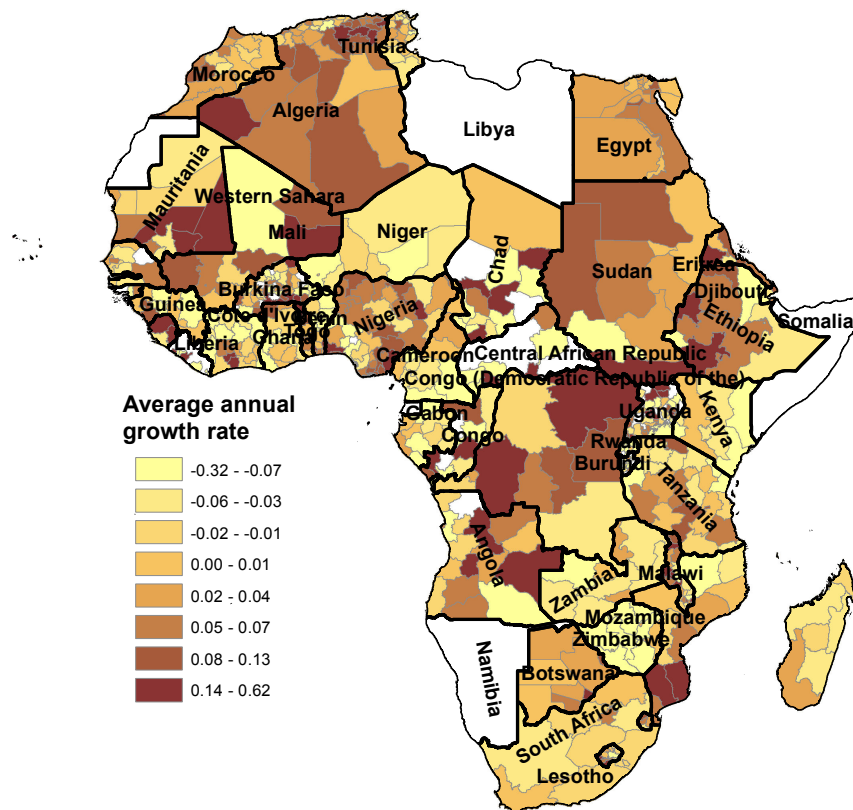 Tunisia
Morocco
Algeria
Libya
Egypt
Mauritania
Western Sahara
Mali
Niger
Chad
Sudan
Eritrea
Djibouti
Burkina Faso
Guinea
Cote d'Ivoire
Benin
Togo
Nigeria
Ethiopia
Somalia
Liberia
Ghana
Cameroon
Central African Republic
Congo (Democratic Republic of the)
Gabon
Congo
Uganda
Kenya
Rwanda
Burundi
Tanzania
Angola
Zambia
Malawi
Mozambique
Zimbabwe
Namibia
Botswana
South Africa
Lesotho
Average annual
growth rate
-0.32 - -0.07
-0.06 - -0.03
-0.02 - -0.01
0.00 - 0.01
0.02 - 0.04
0.05 - 0.07
0.08 - 0.13
0.14 - 0.62